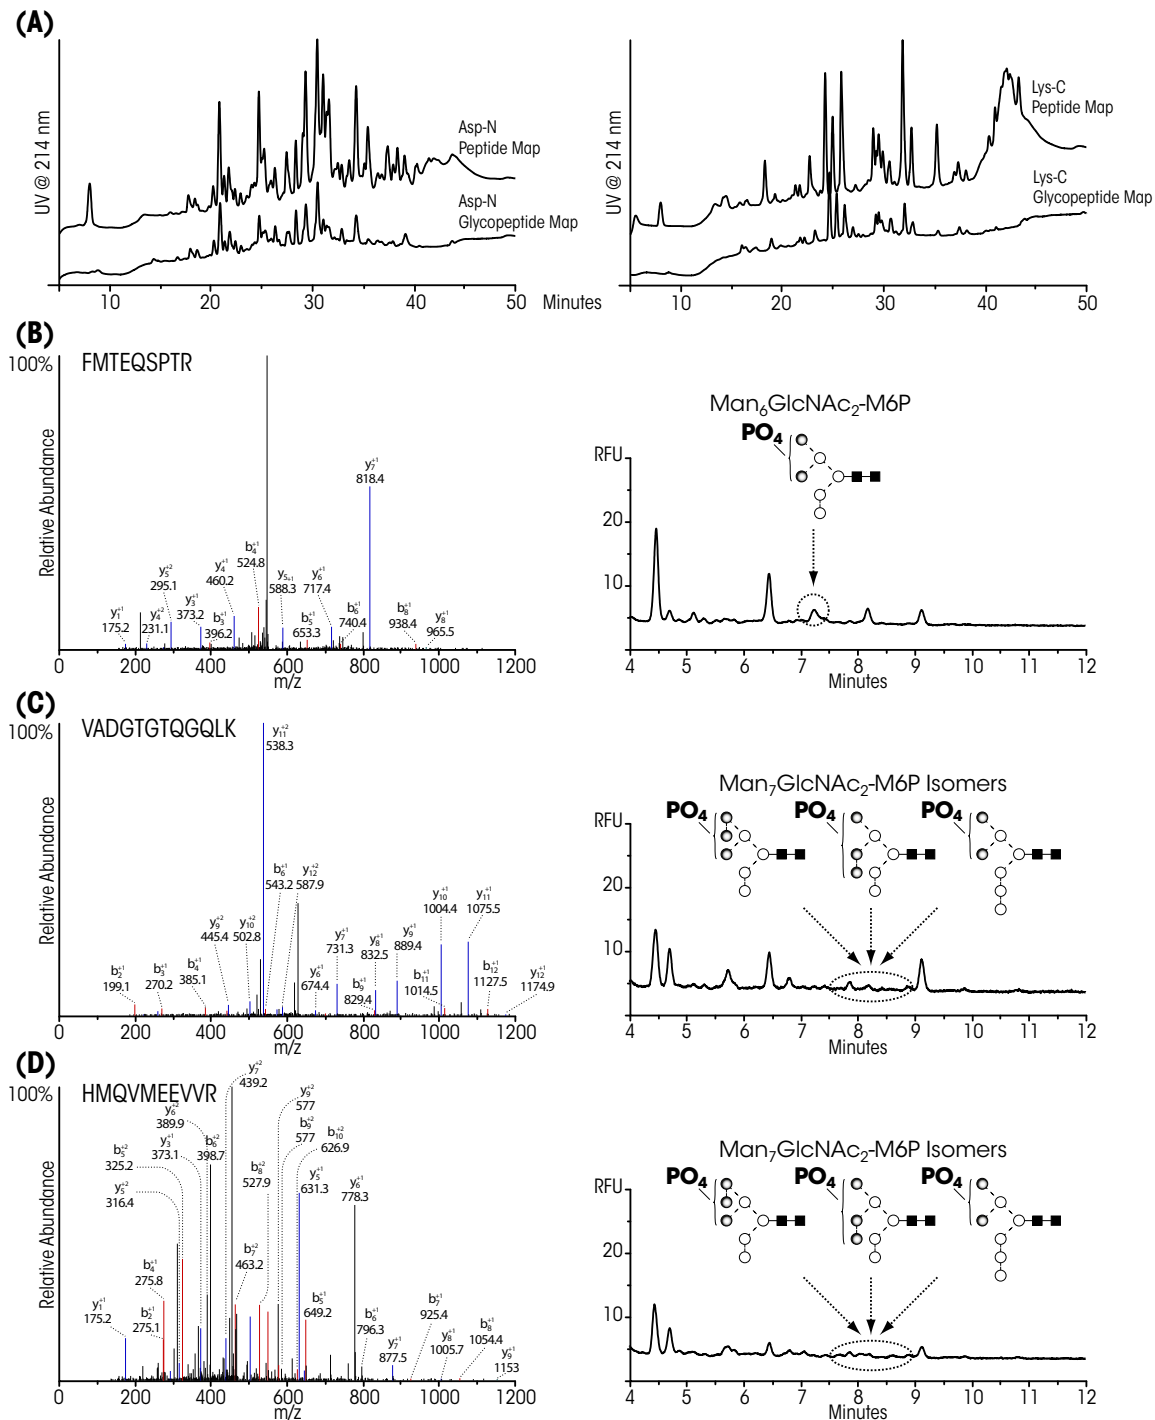 (A)
UV @ 214 nm
Asp-N
Peptide Map
Asp-N
Glycopeptide Map
10 20 30 40 50 Minutes
UV @ 214 nm
Lys-C
Peptide Map
Lys-C
Glycopeptide Map
10 20 30 40 50
(B)
100%
FMTEQSPTR
Relative Abundance
y1+1
175.2
y4+2
231.1
y5+2
295.1
y3+1
373.2
b3+1
396.2
y4+1
460.2
b4+1
524.8
y5+1
588.3
b5+1
653.3
y6+1
717.4
b6+1
740.4
y7+1
818.4
b8+1
938.4
y8+1
965.5
0 200 400 600 800 1000 1200
m/z
Man6GlcNAc2-M6P
PO4
RFU
20
10
4 5 6 7 8 9 10 11 12
Minutes
(C)
100%
VADGTGTQGQLK
Relative Abundance
b2+1
199.1
b3+1
270.2
b4+1
385.1
y9+2
445.4
y10+2
502.8
y11+2
538.3
b6+1
543.2
y12+2
587.9
y6+1
674.4
y7+1
731.3
b9+1
829.4
y8+1
832.5
y9+1
889.4
y10+1
1004.4
b11+1
1014.5
y11+1
1075.5
b12+1
1127.5
y12+1
1174.9
0 200 400 600 800 1000 1200
m/z
Man7GlcNAc2-M6P Isomers
PO4 PO4 PO4
RFU
20
10
4 5 6 7 8 9 10 11 12
Minutes
(D)
100%
HMQVMEEVVR
Relative Abundance
y1+1
175.2
b2+1
275.1
b4+1
275.8
y5+2
316.4
b5+2
325.2
y3+1
373.1
y6+2
389.9
b6+2
398.7
y7+2
439.2
b7+2
463.2
b8+2
527.9
y9+2
577
b9+2
577
b10+2
626.9
y5+1
631.3
b5+1
649.2
y6+1
778.3
b6+1
796.3
y7+1
877.5
b7+1
925.4
y8+1
1005.7
b8+1
1054.4
y9+1
1153
0 200 400 600 800 1000 1200
m/z
Man7GlcNAc2-M6P Isomers
PO4 PO4 PO4
RFU
20
10
4 5 6 7 8 9 10 11 12
Minutes